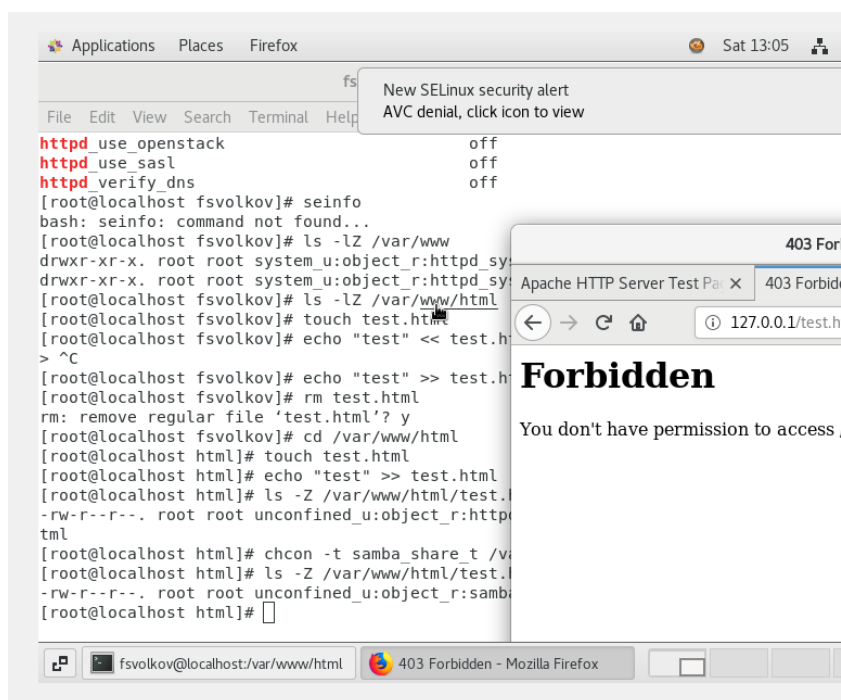 Applications Places Firefox Sat 13:05
New SELinux security alert
AVC denial, click icon to view
File Edit View Search Terminal Help
httpd_use_openstack off
httpd_use_sasl off
httpd_verify_dns off
[root@localhost fsvolkov]# seinfo
bash: seinfo: command not found...
[root@localhost fsvolkov]# ls -lZ /var/www
drwxr-xr-x. root root system_u:object_r:httpd_sys
drwxr-xr-x. root root system_u:object_r:httpd_sys
[root@localhost fsvolkov]# ls -lZ /var/www/html
[root@localhost fsvolkov]# touch test.html
[root@localhost fsvolkov]# echo "test" << test.h
> ^C
[root@localhost fsvolkov]# echo "test" >> test.h
[root@localhost fsvolkov]# rm test.html
rm: remove regular file ‘test.html’? y
[root@localhost fsvolkov]# cd /var/www/html
[root@localhost html]# touch test.html
[root@localhost html]# echo "test" >> test.html
[root@localhost html]# ls -Z /var/www/html/test.h
-rw-r--r--. root root unconfined_u:object_r:httpd
tml
[root@localhost html]# chcon -t samba_share_t /va
[root@localhost html]# ls -Z /var/www/html/test.h
-rw-r--r--. root root unconfined_u:object_r:samba
[root@localhost html]#
403 For
Apache HTTP Server Test Pa 403 Forbidd
127.0.0.1/test.h
Forbidden
You don't have permission to access /
fsvolkov@localhost:/var/www/html 403 Forbidden - Mozilla Firefox